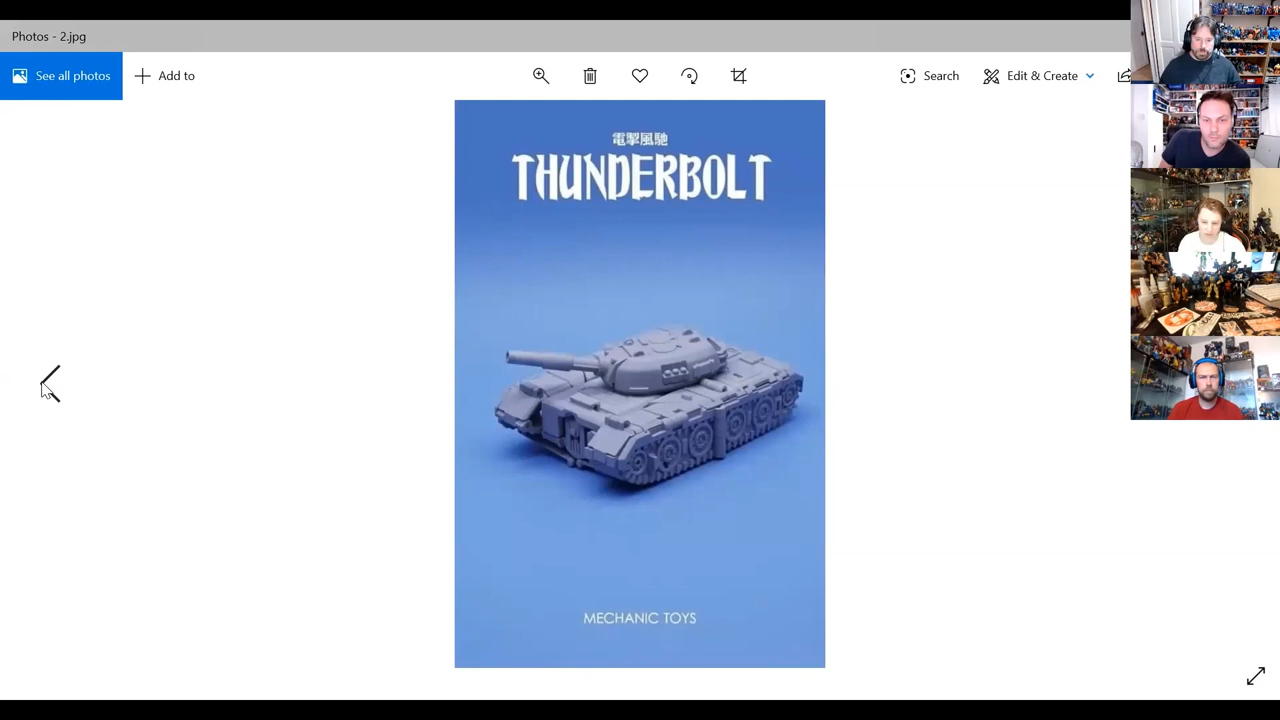 Photos - 2.jpg
See all photos
Add to
Search
Edit & Create
電擊風馳
THUNDERBOLT
MECHANIC TOYS